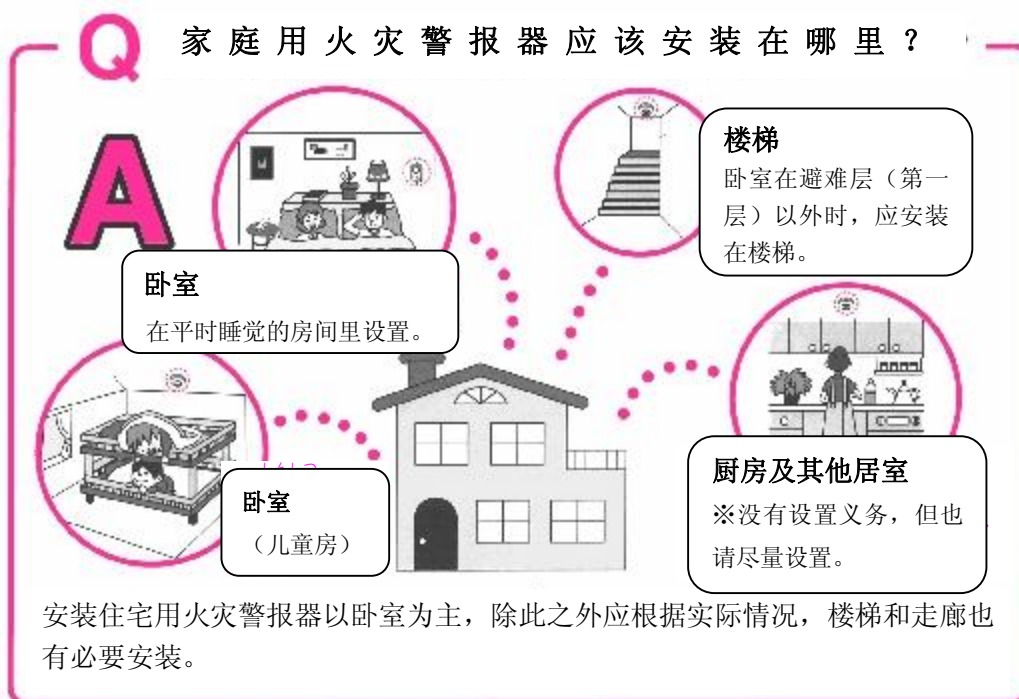 Q 家庭用火灾警报器应该安装在哪里？
A
楼梯
卧室在避难层（第一
层）以外时，应安装
在楼梯。
卧室
在平时睡觉的房间里设置。
卧室
（儿童房）
厨房及其他居室
※没有设置义务，但也
请尽量设置。
安装住宅用火灾警报器以卧室为主，除此之外应根据实际情况，楼梯和走廊也
有必要安装。